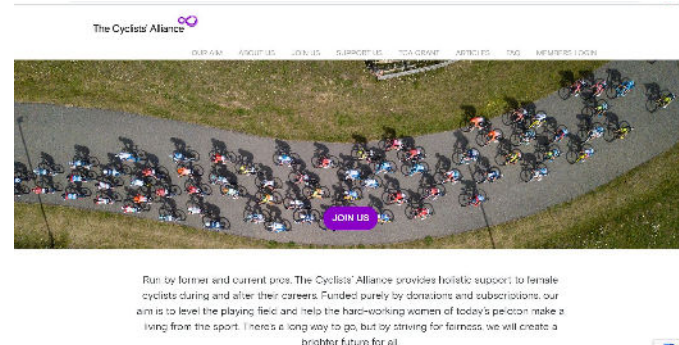 The Cyclists' Alliance
OUR AIM ABOUT US JOIN US SUPPORT US TCA GRANT ARTICLES FAQ MEMBERS LOGIN
JOIN US
Run by former and current pros, The Cyclists' Alliance provides holistic support to female
cyclists during and after their careers. Funded purely by donations and subscriptions, our
aim is to level the playing field and help the hard-working women of today's peloton make a
living from the sport. There's a long way to go, but by striving for fairness, we will create a
brighter future for all.